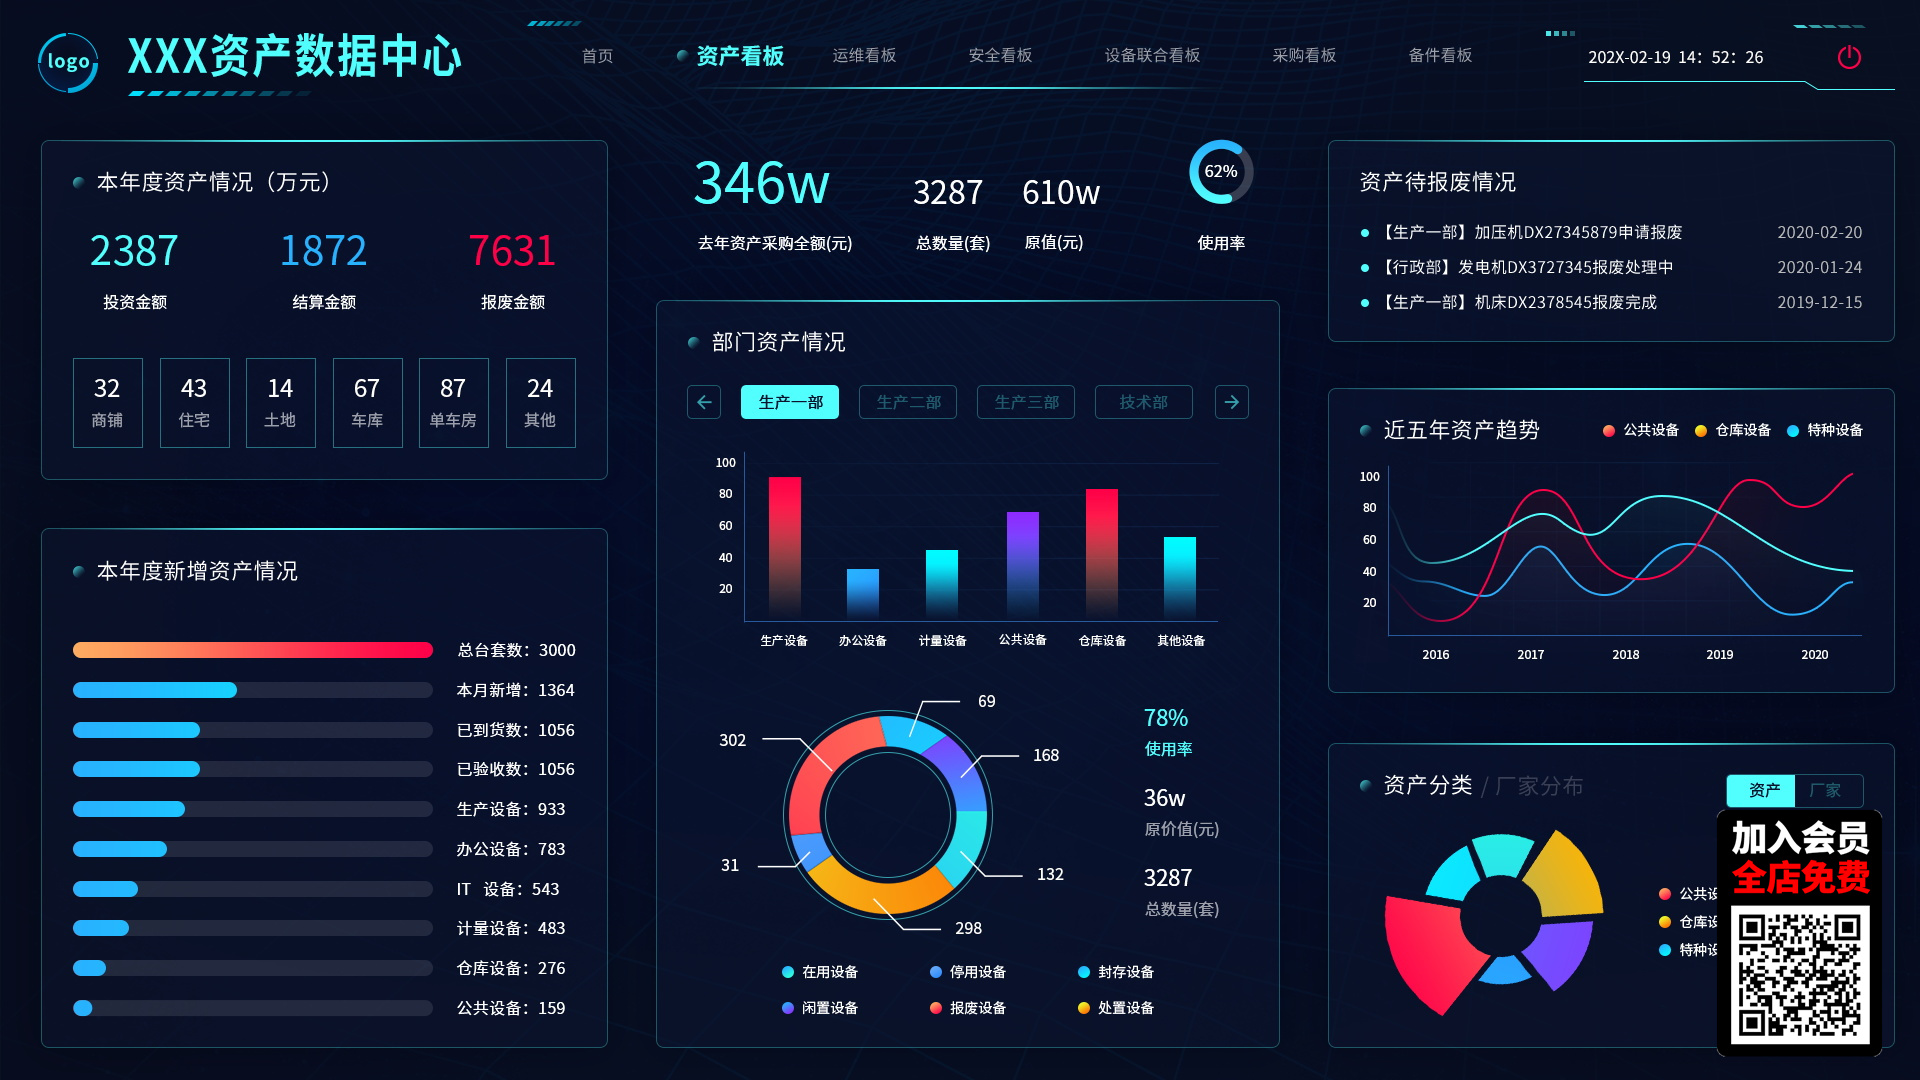 logo
XXX资产数据中心
首页
资产看板
运维看板
安全看板
设备联合看板
采购看板
备件看板
202X-02-19 14：52：26
本年度资产情况（万元）
2387
1872
7631
投资金额
结算金额
报废金额
32
43
14
67
87
24
商铺
住宅
土地
车库
单车房
其他
本年度新增资产情况
总台套数：3000
本月新增：1364
已到货数：1056
已验收数：1056
生产设备：933
办公设备：783
IT 设备：543
计量设备：483
仓库设备：276
公共设备：159
346w
去年资产采购全额(元)
3287
总数量(套)
610w
原值(元)
62%
使用率
部门资产情况
生产一部
生产二部
生产三部
技术部
100
80
60
40
20
生产设备
办公设备
计量设备
公共设备
仓库设备
其他设备
69
302
168
31
132
298
78%
使用率
36w
原价值(元)
3287
总数量(套)
在用设备
停用设备
封存设备
闲置设备
报废设备
处置设备
资产待报废情况
【生产一部】加压机DX27345879申请报废
2020-02-20
【行政部】发电机DX3727345报废处理中
2020-01-24
【生产一部】机床DX2378545报废完成
2019-12-15
近五年资产趋势
公共设备
仓库设备
特种设备
100
80
60
40
20
2016
2017
2018
2019
2020
资产分类 / 厂家分布
资产
厂家
公共设
仓库设
特种设
加入会员
全店免费